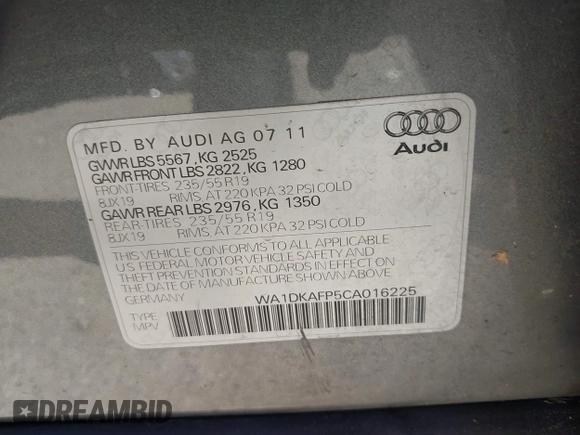 MFD. BY AUDI AG 07 11
GVWR LBS 5567, KG 2525
GAWR FRONT LBS 2822, KG 1280
FRONT-TIRES 235/55 R19
8JX19 RIMS, AT 220 KPA 32 PSI COLD
GAWR REAR LBS 2976, KG 1350
REAR-TIRES 235/55 R19
8JX19 RIMS, AT 220 KPA 32 PSI COLD
THIS VEHICLE CONFORMS TO ALL APPLICABLE
US FEDERAL MOTOR VEHICLE SAFETY AND
THEFT PREVENTION STANDARDS IN EFFECT ON
THE DATE OF MANUFACTURE SHOWN ABOVE
GERMANY WA1DKAFP5CA016225
TYPE
MPV
Audi
DREAMBID